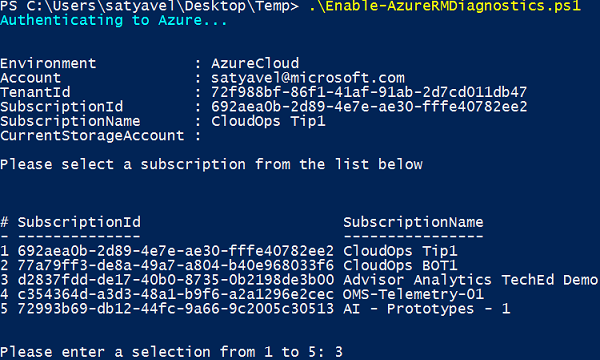 PS C:\Users\satyavel\Desktop\Temp> .\Enable-AzureRMDiagnostics.ps1
Authenticating to Azure...
Environment : AzureCloud
Account : satyavel@microsoft.com
TenantId : 72f988bf-86f1-41af-91ab-2d7cd011db47
SubscriptionId : 692aea0b-2d89-4e7e-ae30-fffe40782ee2
SubscriptionName : CloudOps Tip1
CurrentStorageAccount :
Please select a subscription from the list below
# SubscriptionId SubscriptionName
- -------------- ----------------
1 692aea0b-2d89-4e7e-ae30-fffe40782ee2 CloudOps Tip1
2 77a79ff3-de8a-49a7-a804-b40e968033f6 CloudOps BOT1
3 d2837fdd-de17-40b0-8735-0b2198de3b00 Advisor Analytics TechEd Demo
4 c354364d-a3d3-48a1-b9f6-a2a1296e2cec OMS-Telemetry-01
5 72993b69-db12-44fc-9a66-9c2005c30513 AI - Prototypes - 1
Please enter a selection from 1 to 5: 3